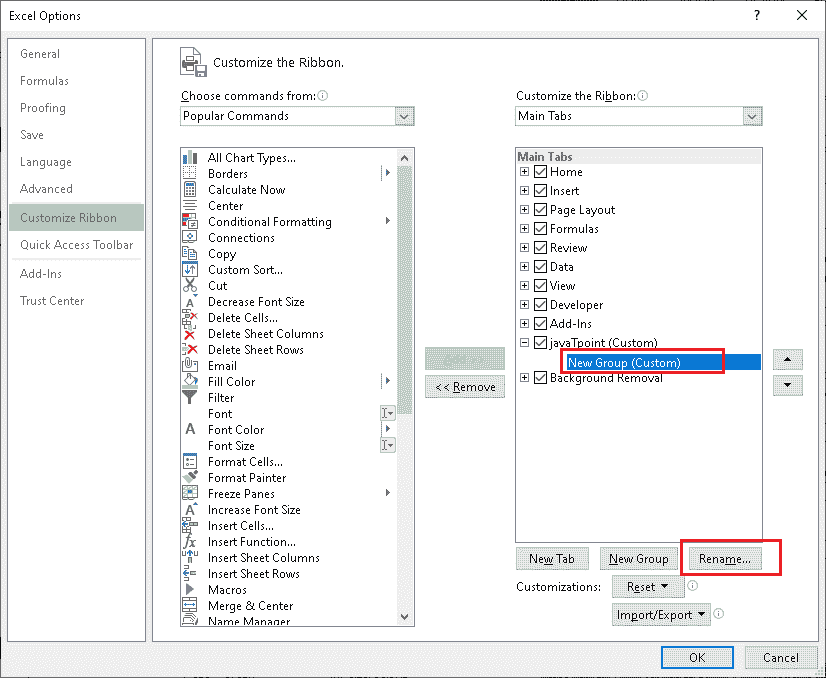 Excel Options
?
General
Formulas
Proofing
Save
Language
Advanced
Customize Ribbon
Quick Access Toolbar
Add-Ins
Trust Center
Customize the Ribbon.
Choose commands from:
Popular Commands
All Chart Types...
Borders
Calculate Now
Center
Conditional Formatting
Connections
Copy
Custom Sort...
Cut
Decrease Font Size
Delete Cells...
Delete Sheet Columns
Delete Sheet Rows
Email
Fill Color
Filter
Font
Font Color
Font Size
Format Cells...
Format Painter
Freeze Panes
Increase Font Size
Insert Cells...
Insert Function...
Insert Sheet Columns
Insert Sheet Rows
Macros
Merge & Center
Name Manager
<< Remove
Customize the Ribbon:
Main Tabs
Main Tabs
Home
Insert
Page Layout
Formulas
Review
Data
View
Developer
Add-Ins
javaTpoint (Custom)
New Group (Custom)
Background Removal
New Tab
New Group
Rename...
Customizations:
Reset
Import/Export
OK
Cancel